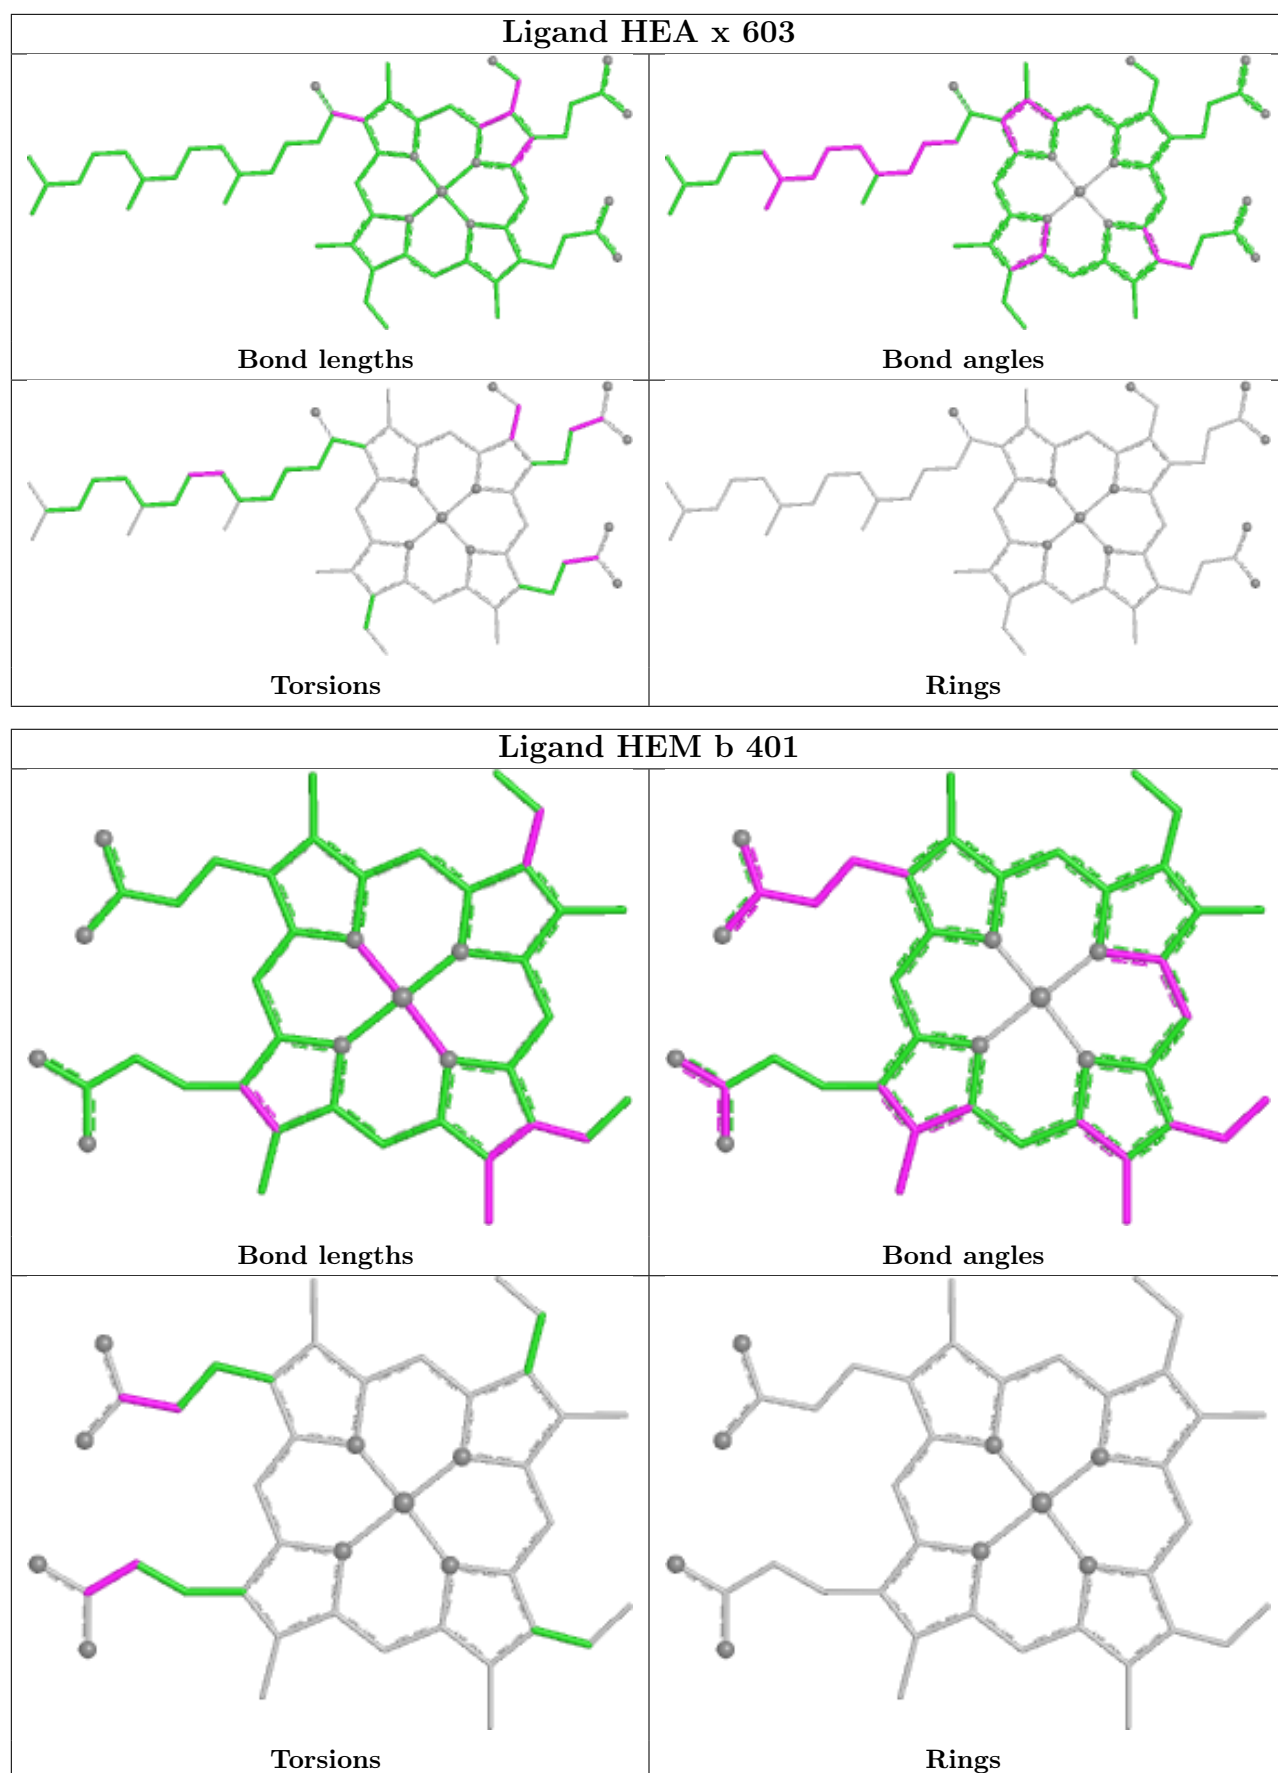 Ligand HEA x 603
Bond lengths
Bond angles
Torsions
Rings
Ligand HEM b 401
Bond lengths
Bond angles
Torsions
Rings